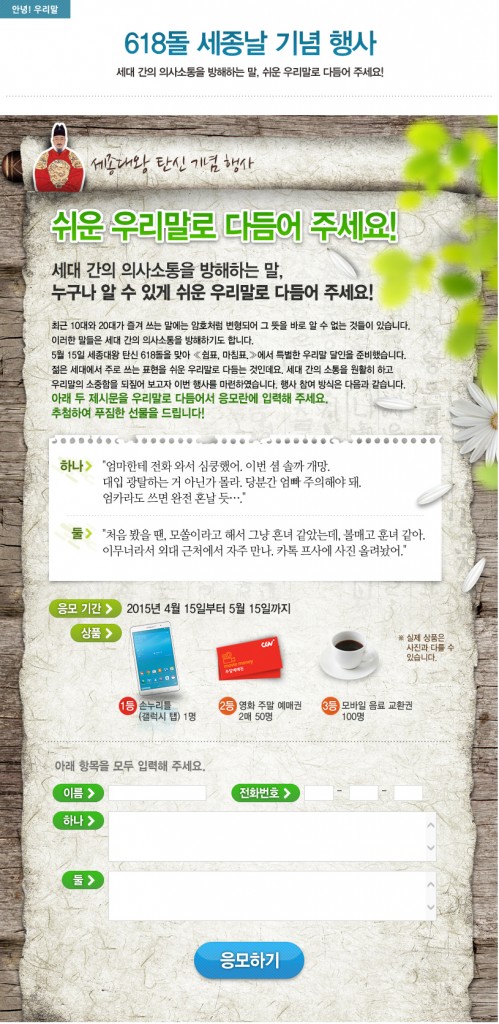 안녕! 우리말
618돌 세종날 기념 행사
세대 간의 의사소통을 방해하는 말, 쉬운 우리말로 다듬어 주세요!
세종대왕 탄신 기념 행사
쉬운 우리말로 다듬어 주세요!
세대 간의 의사소통을 방해하는 말,
누구나 알 수 있게 쉬운 우리말로 다듬어 주세요!
최근 10대와 20대가 즐겨 쓰는 말에는 암호처럼 변형되어 그 뜻을 바로 알 수 없는 것들이 있습니다.
이러한 말들은 세대 간의 의사소통을 방해하기도 합니다.
5월 15일 세종대왕 탄신 618돌을 맞아 ≪쉼표, 마침표.≫에서 특별한 우리말 달인을 준비했습니다.
젊은 세대에서 주로 쓰는 표현을 쉬운 우리말로 다듬는 것인데요. 세대 간의 소통을 원활히 하고
우리말의 소중함을 되짚어 보고자 이번 행사를 마련하였습니다. 행사 참여 방식은 다음과 같습니다.
아래 두 제시문을 우리말로 다듬어서 응모란에 입력해 주세요.
추첨하여 푸짐한 선물을 드립니다!
하나 "엄마한테 전화 와서 심쿵했어. 이번 셤 솔까 개망.
대입 광탈하는 거 아닌가 몰라. 당분간 엄빠 주의해야 돼.
엄카라도 쓰면 완전 혼날 듯…."
둘 "처음 봤을 땐, 모쏠이라고 해서 그냥 흔녀 같았는데, 볼매고 훈녀 같아.
이무너라서 외대 근처에서 자주 만나. 카톡 프사에 사진 올려놨어."
응모 기간 2015년 4월 15일부터 5월 15일까지
상품
CGV
※ 실제 상품은
사진과 다를 수
있습니다.
1등 손누리틀
(갤럭시 탭) 1명
2등 영화 주말 예매권
2매 50명
3등 모바일 음료 교환권
100명
아래 항목을 모두 입력해 주세요.
이름 전화번호 - -
하나
둘
응모하기